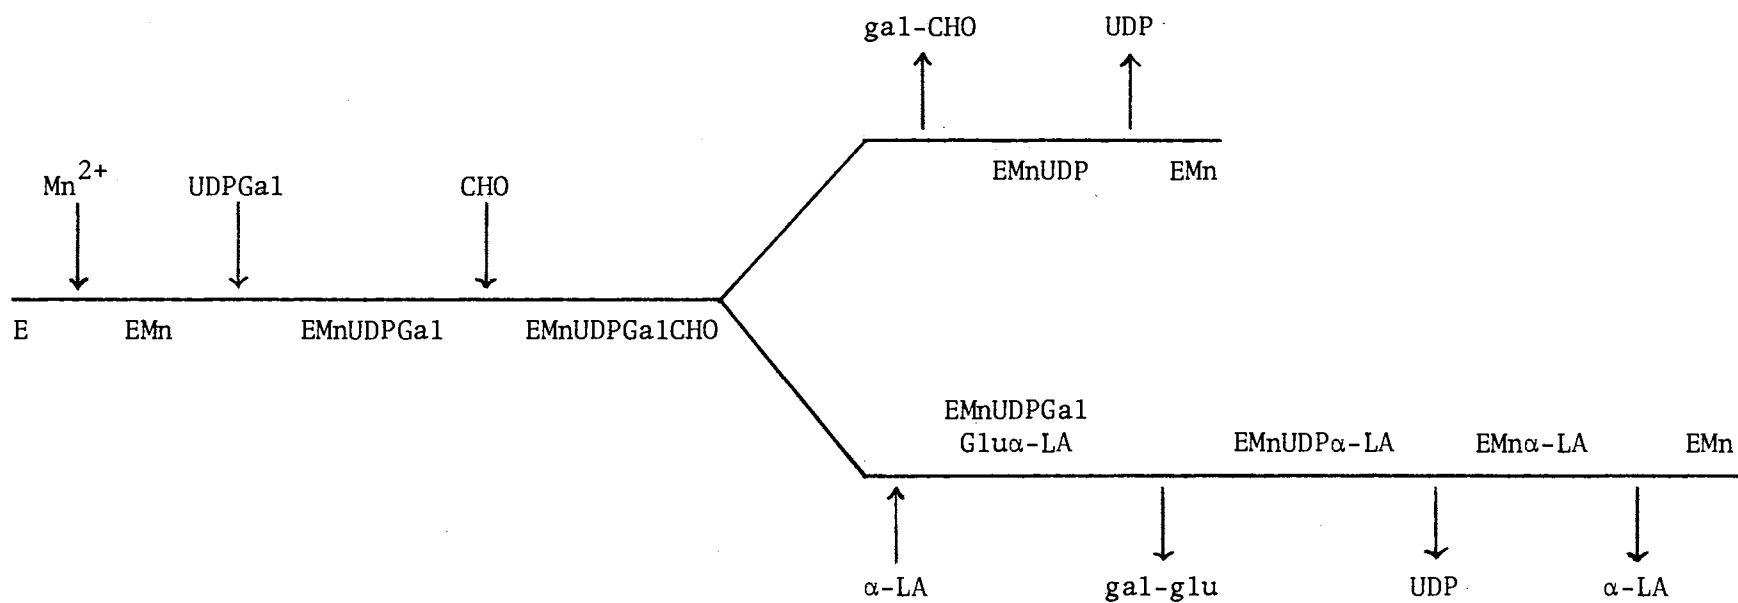 gal-CHO UDP
EMnUDP EMn
Mn2+ UDPGal CHO
E EMn EMnUDPGal EMnUDPGalCHO
EMnUDPGal
Gluα-LA EMnUDPα-LA EMnα-LA EMn
α-LA gal-glu UDP α-LA